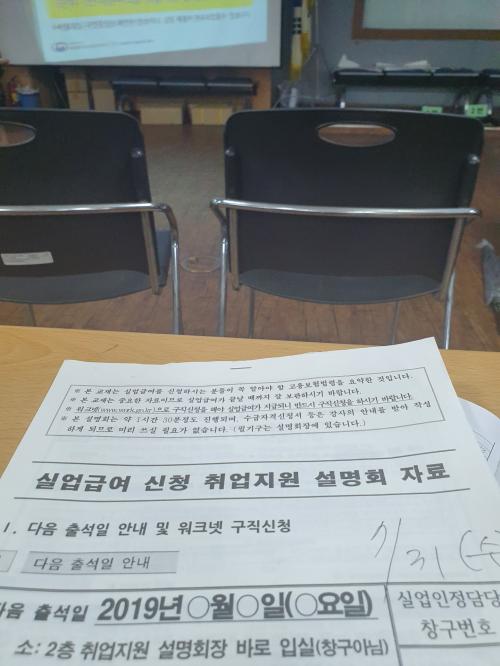 ※ 본 교재는 실업급여를 신청하시는 분들이 꼭 알아야 할 고용보험법령을 요약한 것입니다.
※ 본 교재는 중요한 자료이므로 실업급여가 끝날 때까지 잘 보관하시기 바랍니다.
※ 워크넷(www.work.go.kr)으로 구직신청을 해야 실업급여가 지급되니 반드시 구직신청을 하시기 바랍니다.
※ 본 설명회는 약 1시간 30분정도 진행되며, 수급자격신청서 등은 강사의 안내를 받아 작성
하게 되므로 미리 쓰실 필요가 없습니다. (필기구는 설명회장에 있습니다.)
실업급여 신청 취업지원 설명회 자료
1. 다음 출석일 안내 및 워크넷 구직신청
다음 출석일 안내
7/31(수)
다음 출석일 2019년 ○월○일(○요일)
실업인정담당
창구번호
소: 2층 취업지원 설명회장 바로 입실(창구아님)